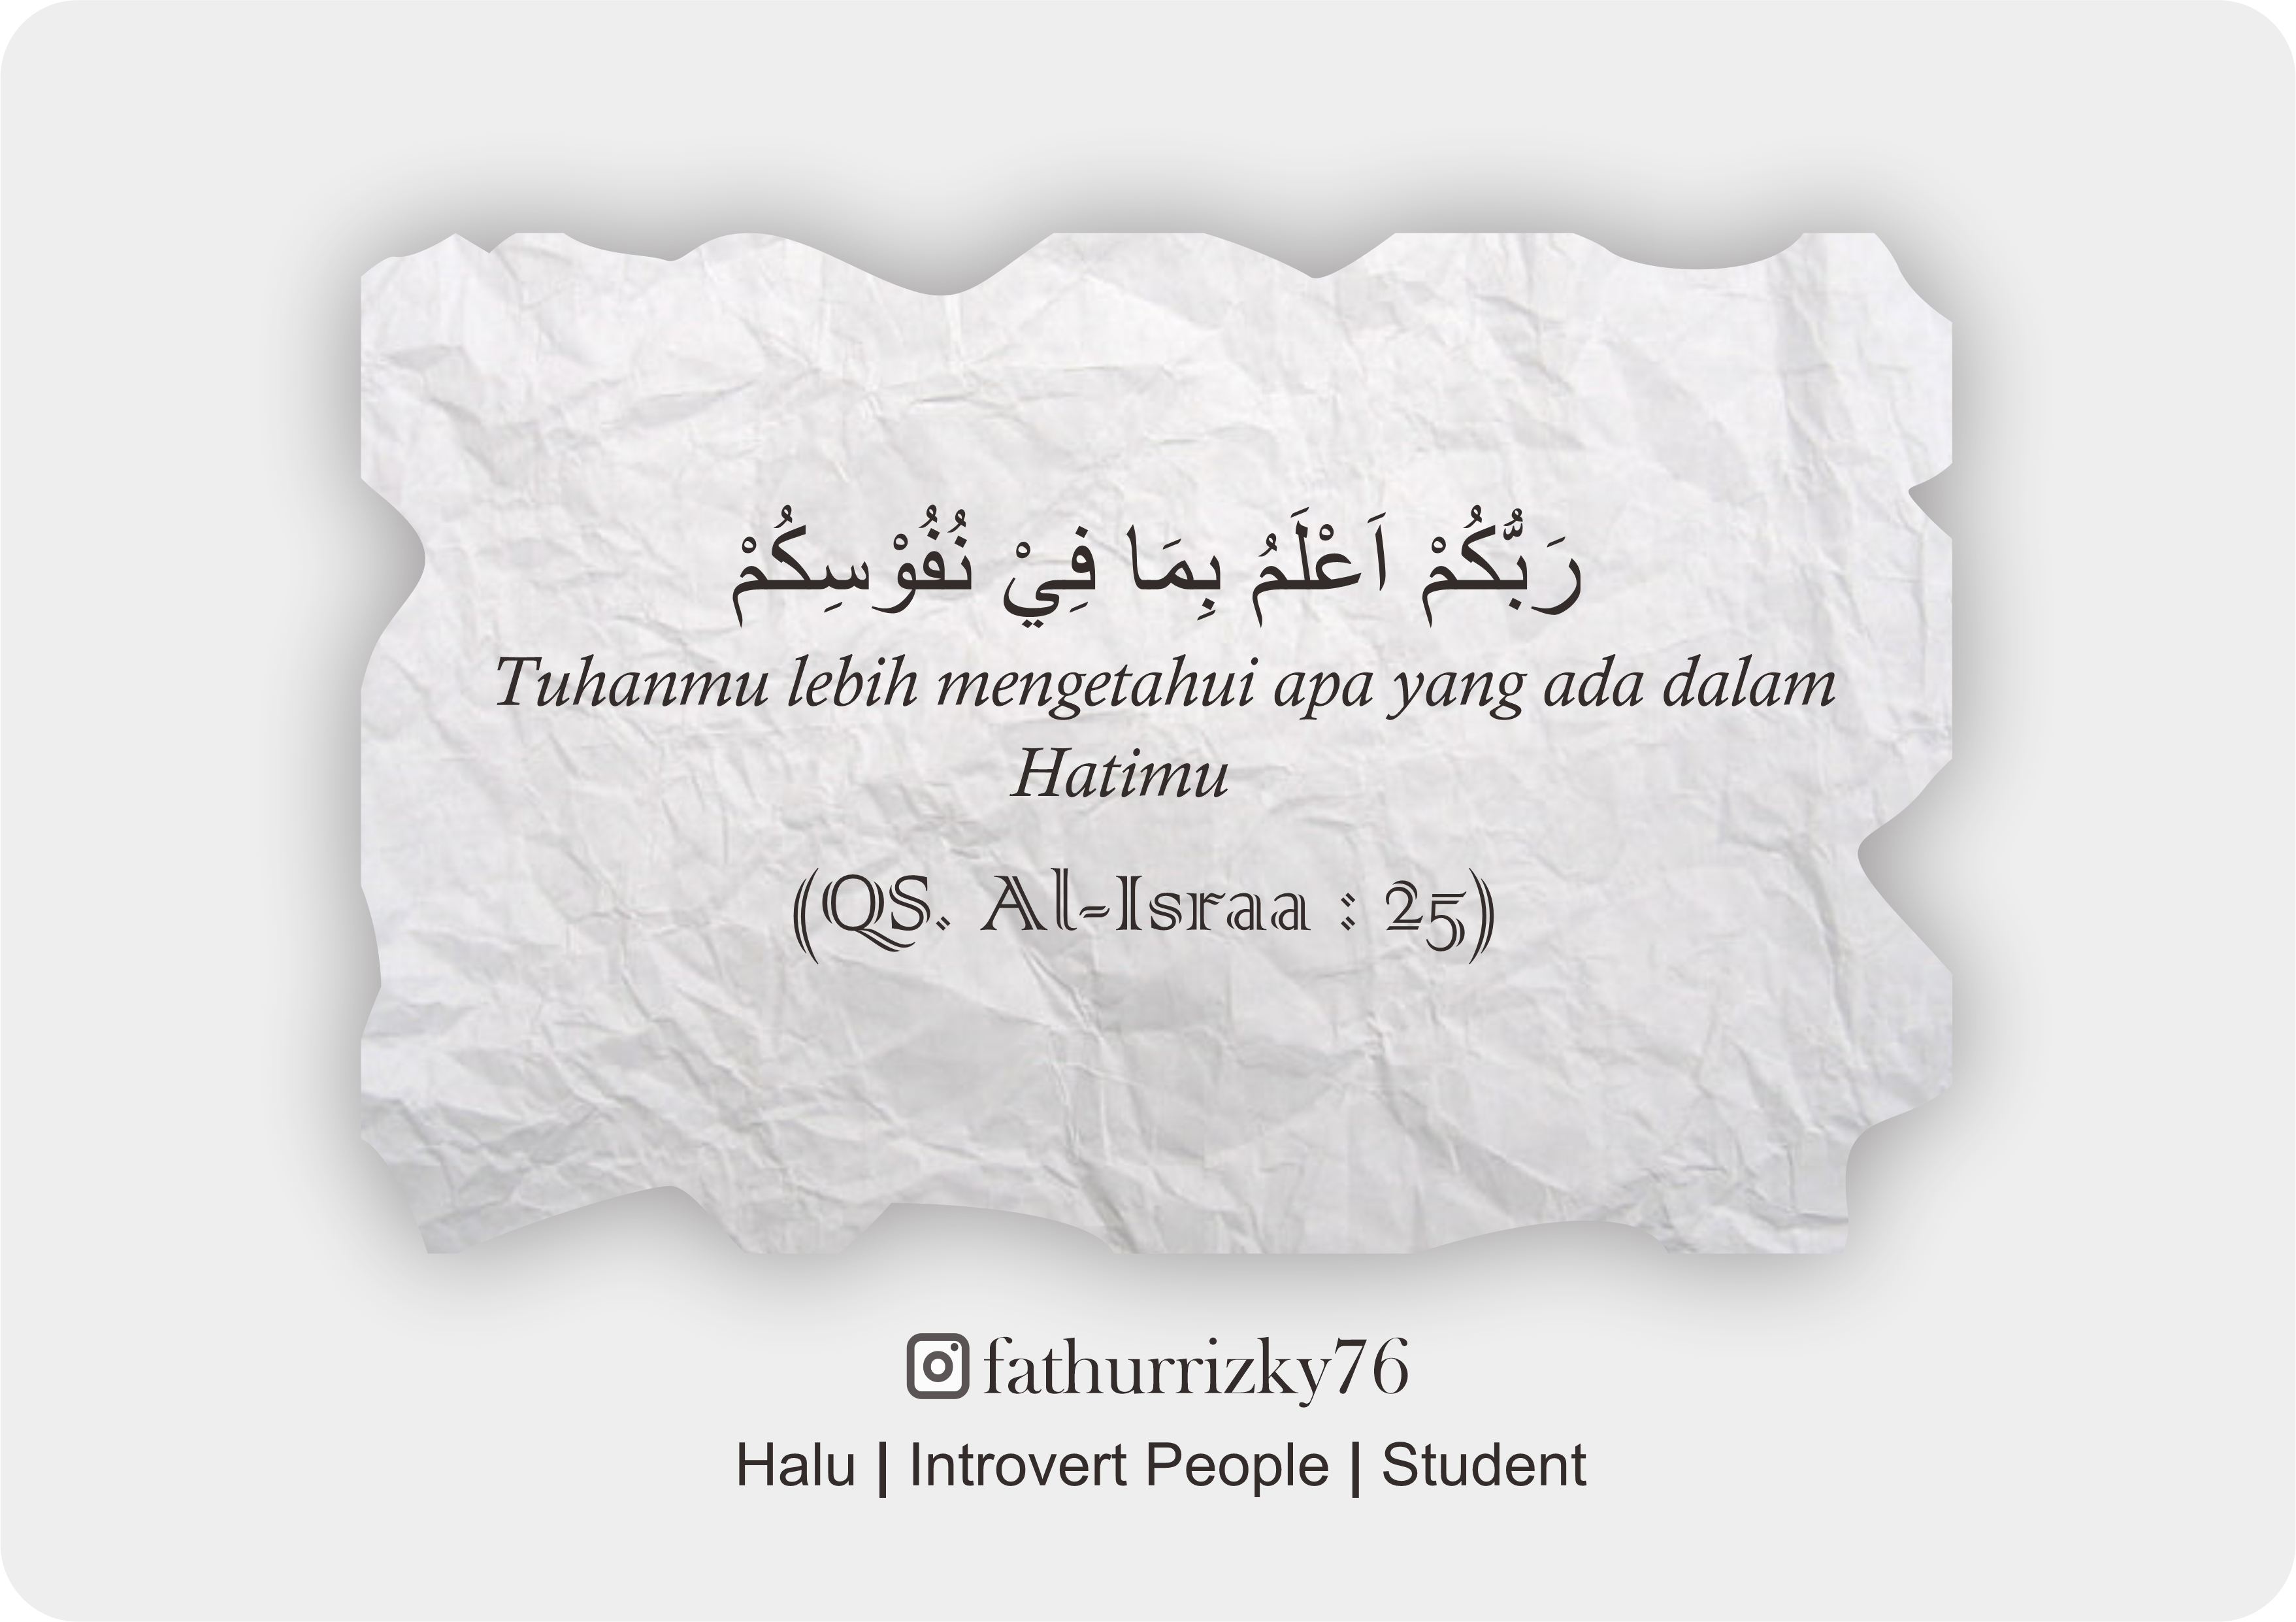 رَبُّكُمْ اَعْلَمُ بِمَا فِيْ نُفُوْسِكُمْ
Tuhanmu lebih mengetahui apa yang ada dalam
Hatimu
(QS. Al-Israa : 25)
fathurrizky76
Halu | Introvert People | Student